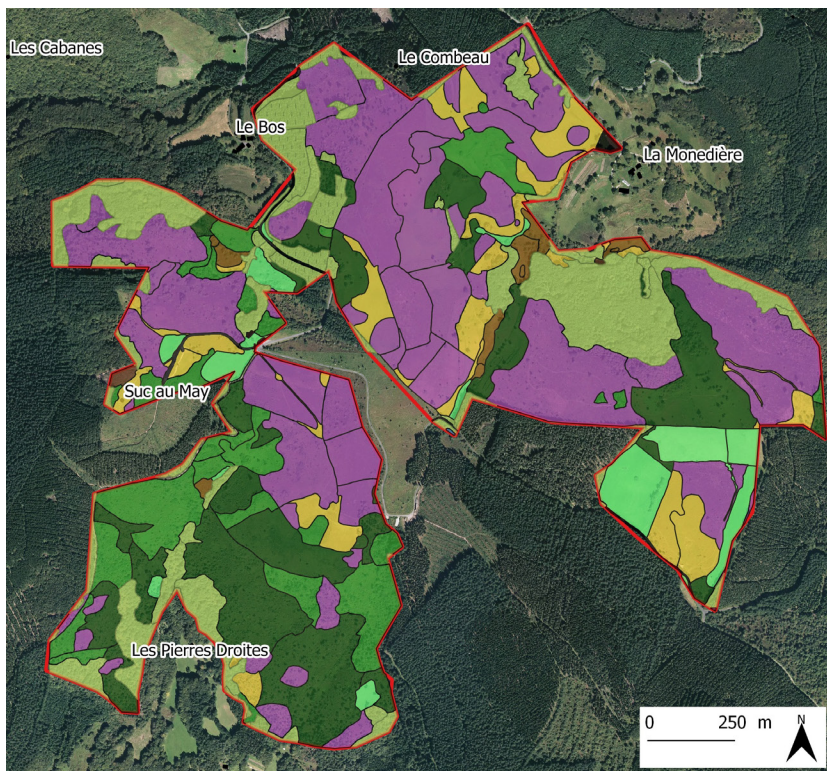 Les Cabanes
Le Combeau
Le Bos
La Monedière
Suc au May
Les Pierres Droites
0 250 m
N